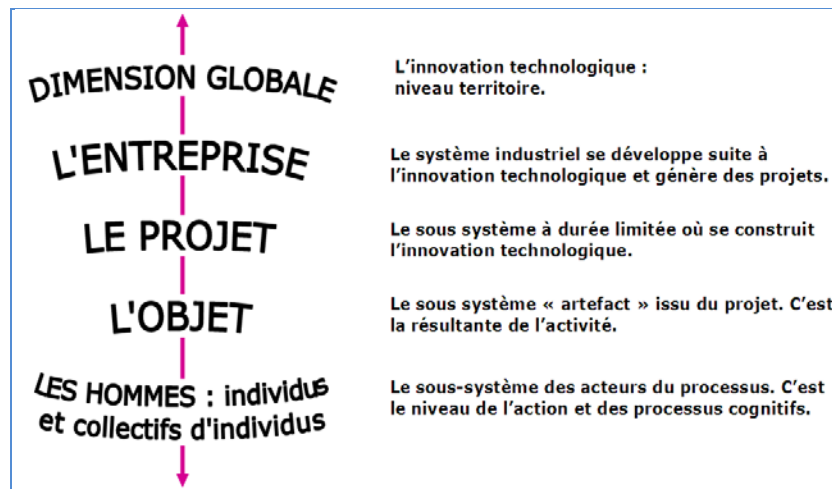 DIMENSION GLOBALE
L'innovation technologique :
niveau territoire.
L'ENTREPRISE
Le système industriel se développe suite à
l'innovation technologique et génère des projets.
LE PROJET
Le sous système à durée limitée où se construit
l'innovation technologique.
L'OBJET
Le sous système « artefact » issu du projet. C'est
la résultante de l'activité.
LES HOMMES : individus
et collectifs d'individus
Le sous-système des acteurs du processus. C'est
le niveau de l'action et des processus cognitifs.